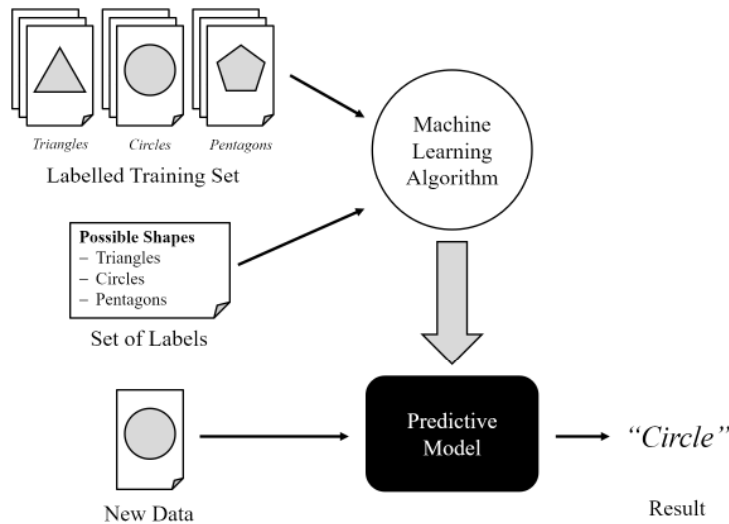 Triangles
Circles
Pentagons
Labelled Training Set
Machine
Learning
Algorithm
Possible Shapes
– Triangles
– Circles
– Pentagons
Set of Labels
Predictive
Model
“Circle”
New Data
Result